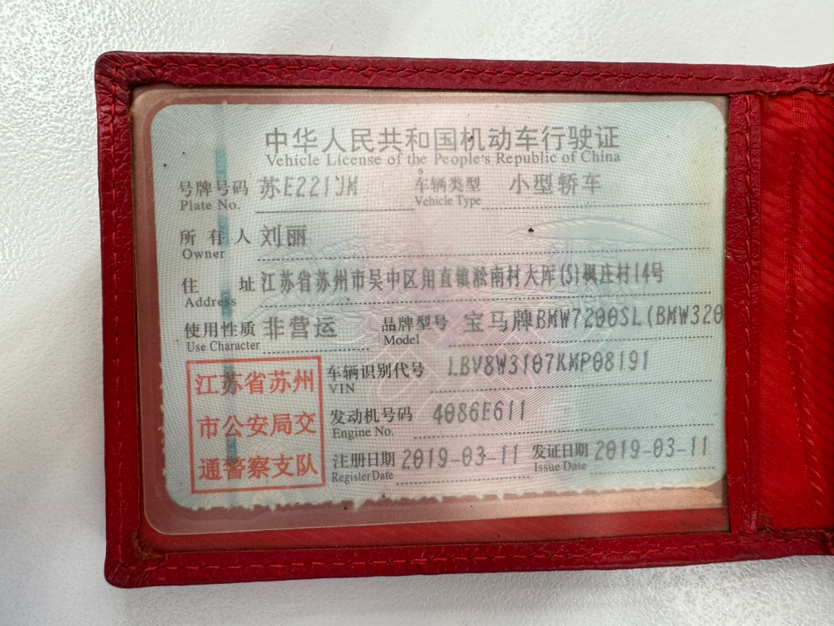 中华人民共和国机动车行驶证
Vehicle License of the People's Republic of China
号牌号码 苏E221JM 车辆类型 小型轿车
Plate No. Vehicle Type
所有人 刘丽
Owner
住址 江苏省苏州市吴中区甪直镇淞南村大厍(5)枫庄村14号
Address
使用性质 非营运 品牌型号 宝马牌BMW7200SL(BMW320
Use Character Model
江苏省苏州 车辆识别代号 LBV8W3107KMP08191
VIN
市公安局交 发动机号码 4086E611
Engine No.
通警察支队 注册日期 2019-03-11 发证日期 2019-03-11
Register Date Issue Date